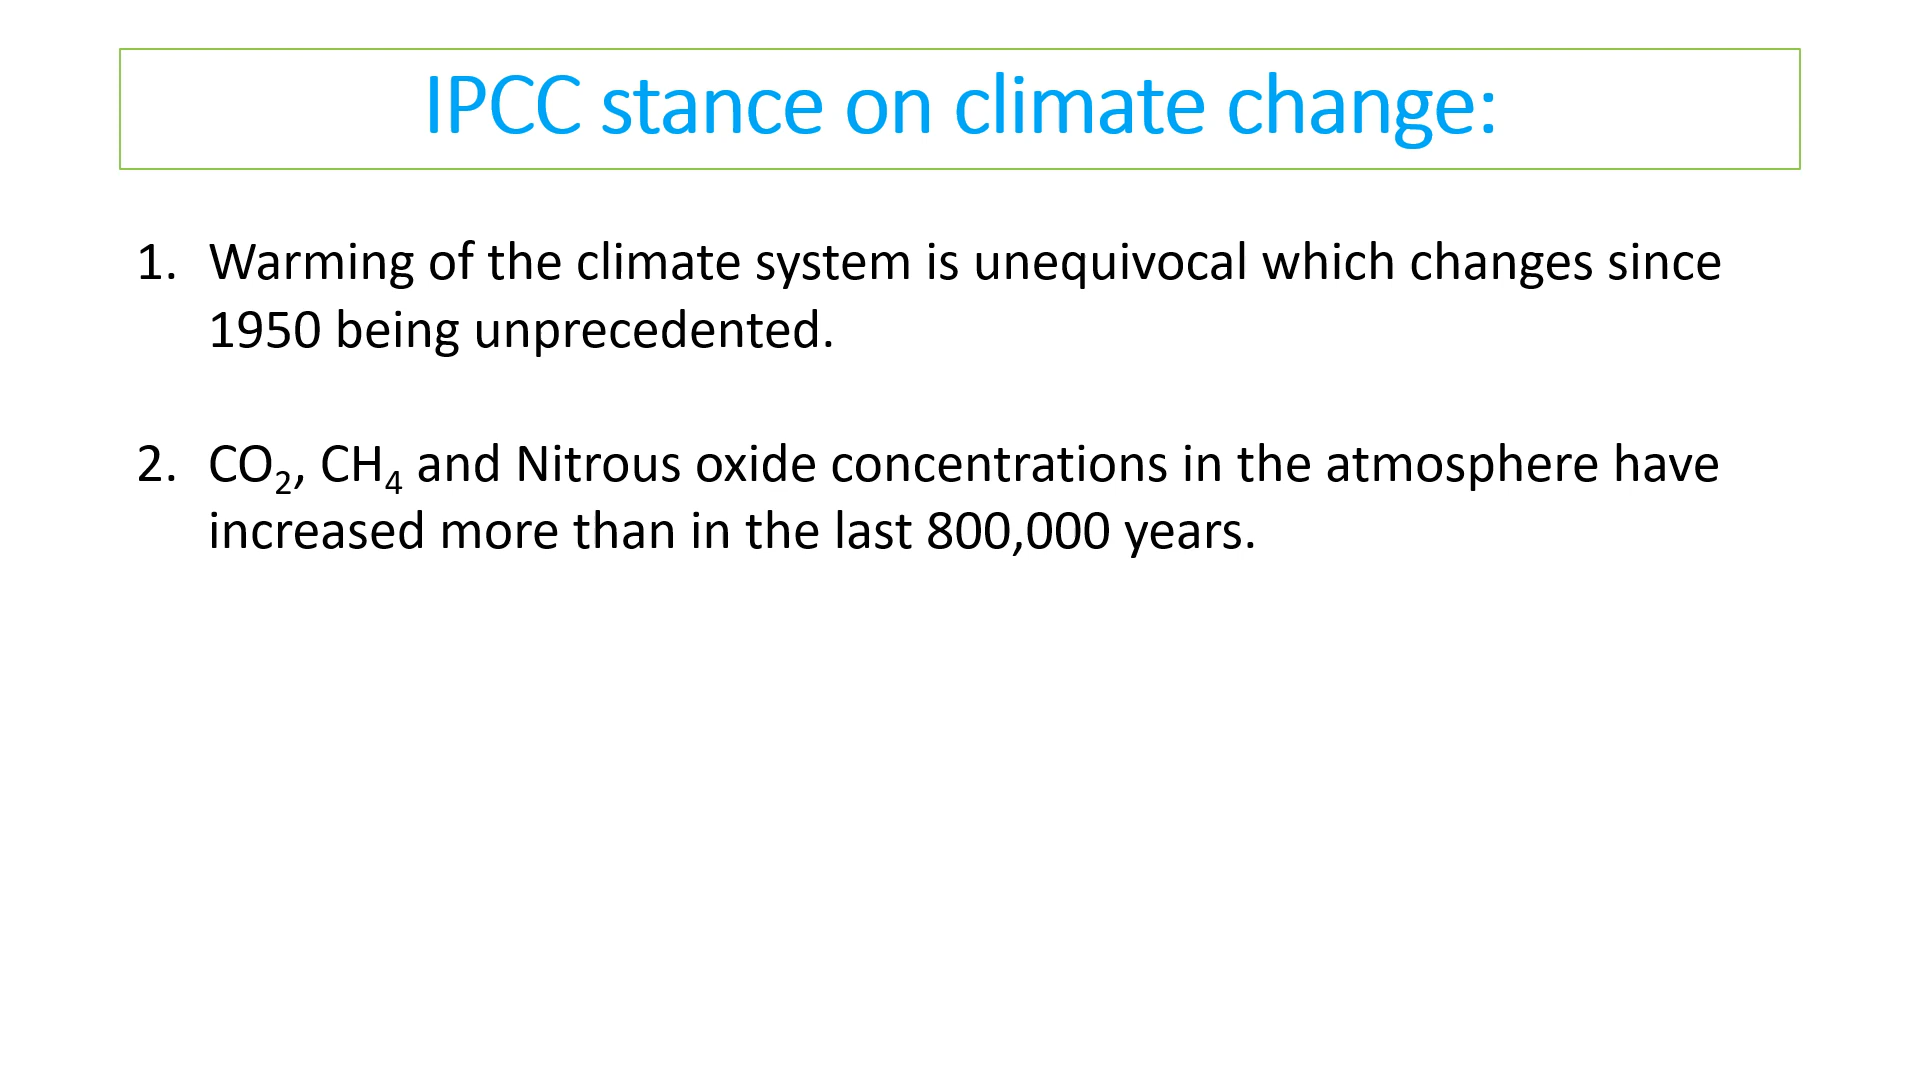 IPCC stance on climate change:
1. Warming of the climate system is unequivocal which changes since
1950 being unprecedented.
2. CO₂, CH₄ and Nitrous oxide concentrations in the atmosphere have
increased more than in the last 800,000 years.